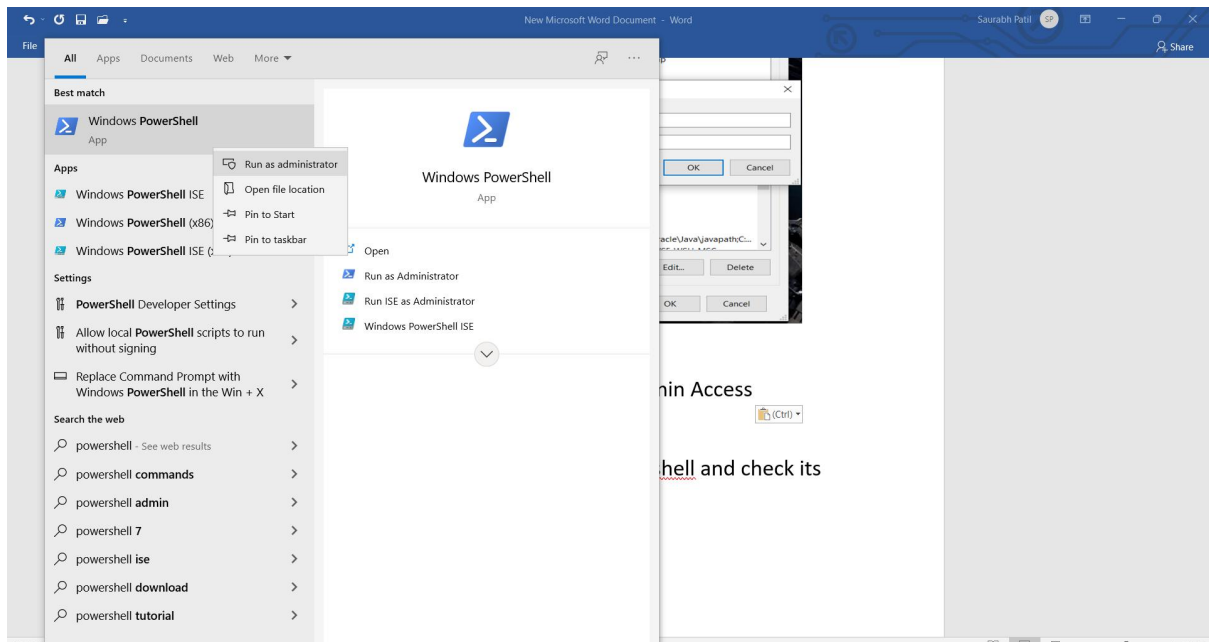 New Microsoft Word Document - Word
Saurabh Patil
SP
File
Share
All Apps Documents Web More
Best match
Windows PowerShell
App
Run as administrator
Open file location
Pin to Start
Pin to taskbar
Apps
Windows PowerShell ISE
Windows PowerShell (x86)
Windows PowerShell ISE
Settings
PowerShell Developer Settings
Allow local PowerShell scripts to run
without signing
Replace Command Prompt with
Windows PowerShell in the Win + X
Search the web
powershell - See web results
powershell commands
powershell admin
powershell 7
powershell ise
powershell download
powershell tutorial
Windows PowerShell
App
Open
Run as Administrator
Run ISE as Administrator
Windows PowerShell ISE
OK Cancel
racle\Java\javapath;C:...
Edit... Delete
OK Cancel
min Access
(Ctrl)
shell and check its